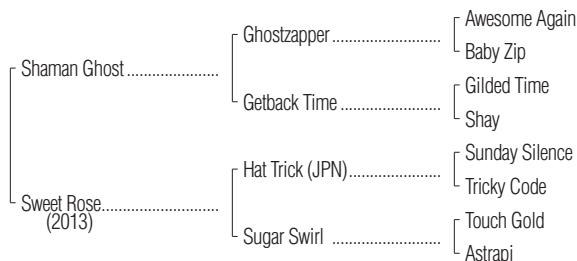 Awesome Again
Ghostzapper ........................
Baby Zip
Shaman Ghost ....................
Gilded Time
Getback Time ......................
Shay
Sunday Silence
Hat Trick (JPN)....................
Tricky Code
Sweet Rose..........................
(2013)
Touch Gold
Sugar Swirl ........................
Astrapi